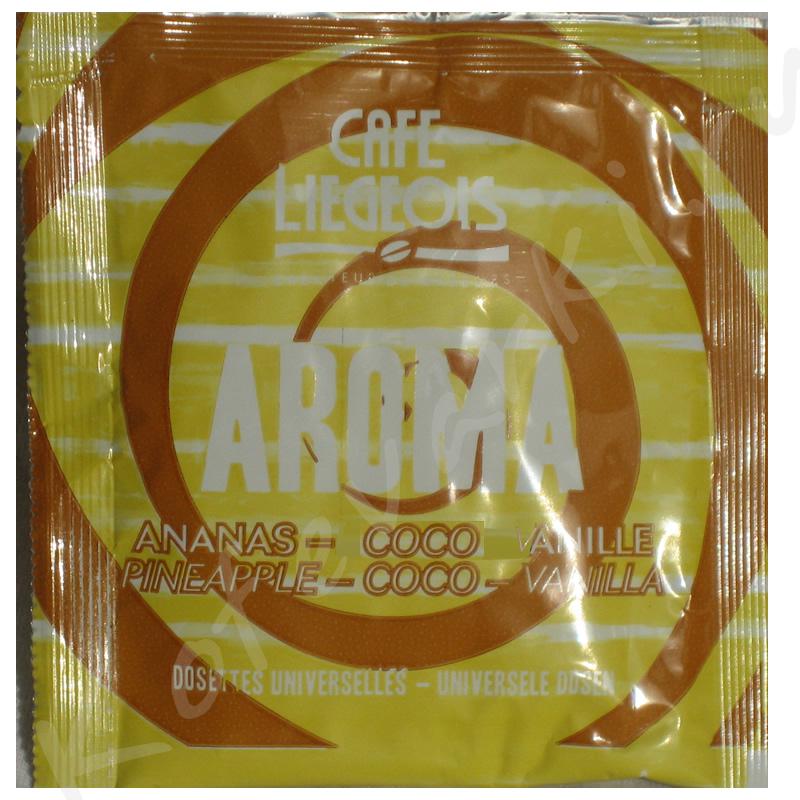 CAFE
LIEGEOIS
AROMA
ANANAS – COCO VANILLE
PINEAPPLE – COCO – VANILLA
DOSETTES UNIVERSELLES – UNIVERSELE DOSEN